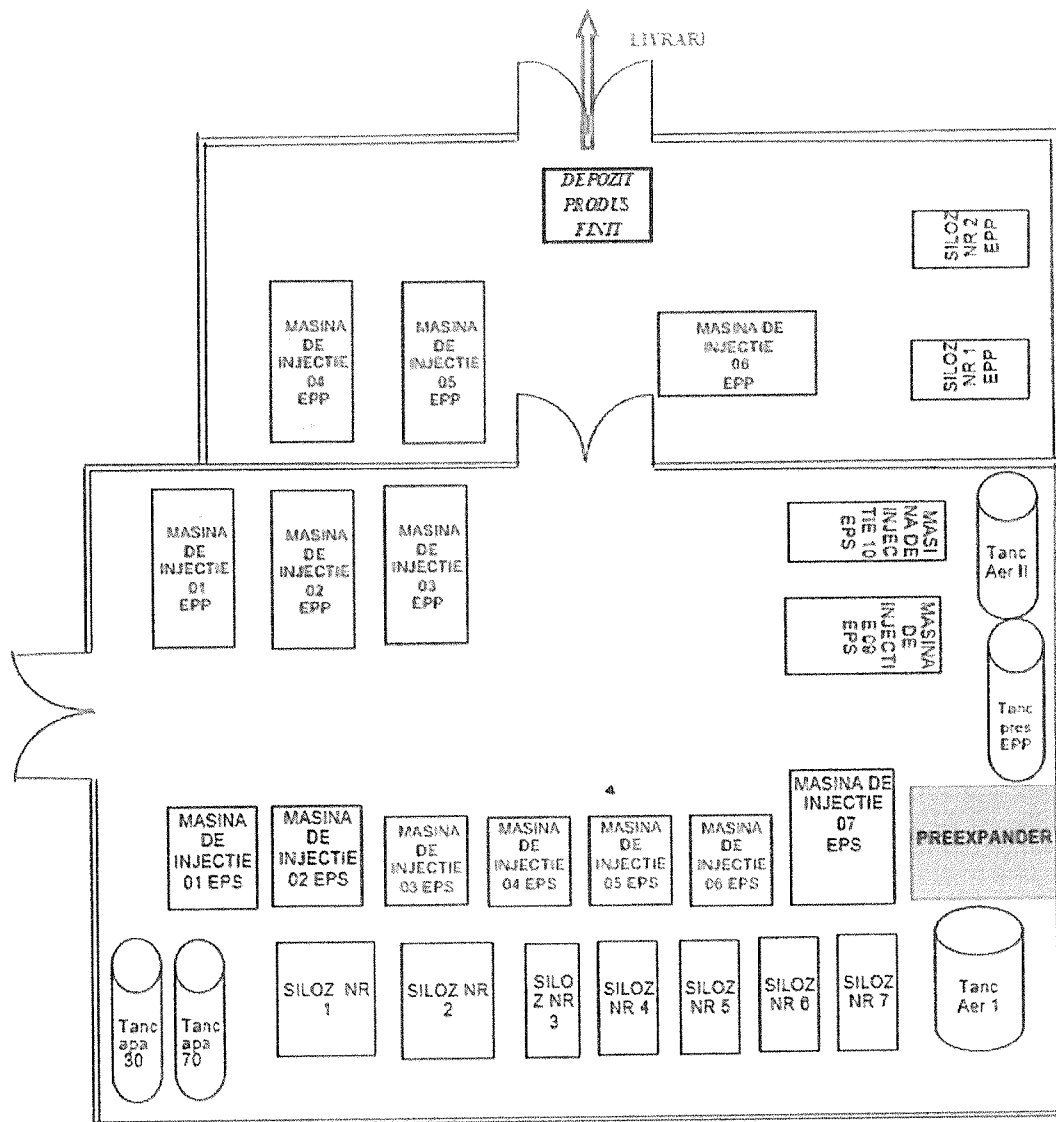 LIVRARI
DEPOZIT
PRODUS
FINIT
SILOZ
NR 2
EPP
MASINA
DE
INJECTIE
04
EPP
MASINA
DE
INJECTIE
05
EPP
MASINA DE
INJECTIE
06
EPP
SILOZ
NR 1
EPP
MASINA
DE
INJECTIE
01
EPP
MASINA
DE
INJECTIE
02
EPP
MASINA
DE
INJECTIE
03
EPP
MASI
NA DE
INJEC
TIE 10
EPS
Tanc
Aer II
MASINA
DE
INJECTI
E 09
EPS
Tanc
pres
EPP
MASINA
DE
INJECTIE
01 EPS
MASINA
DE
INJECTIE
02 EPS
MASINA
DE
INJECTIE
03 EPS
MASINA
DE
INJECTIE
04 EPS
MASINA
DE
INJECTIE
05 EPS
MASINA
DE
INJECTIE
06 EPS
MASINA DE
INJECTIE
07
EPS
PREEXPANDER
Tanc
apa
30
Tanc
apa
70
SILOZ NR
1
SILOZ NR
2
SILO
Z NR
3
SILOZ
NR 4
SILOZ
NR 5
SILOZ
NR 6
SILOZ
NR 7
Tanc
Aer 1